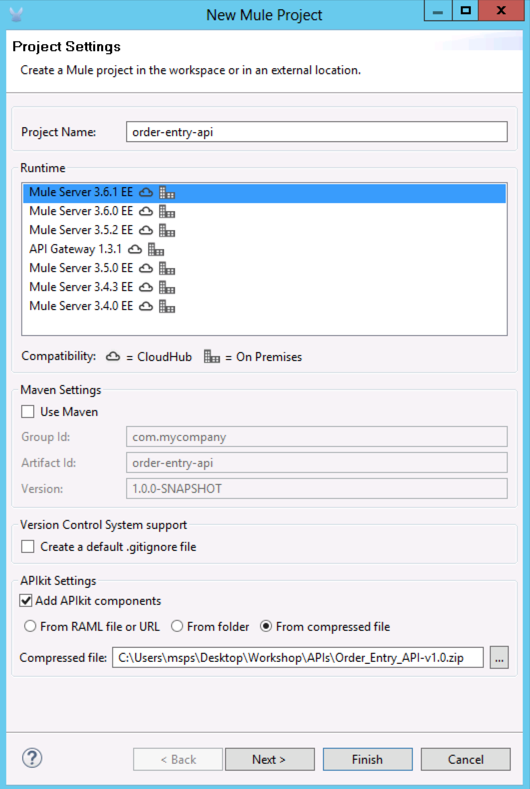 New Mule Project
Project Settings
Create a Mule project in the workspace or in an external location.
Project Name: order-entry-api
Runtime
Mule Server 3.6.1 EE
Mule Server 3.6.0 EE
Mule Server 3.5.2 EE
API Gateway 1.3.1
Mule Server 3.5.0 EE
Mule Server 3.4.3 EE
Mule Server 3.4.0 EE
Compatibility: = CloudHub = On Premises
Maven Settings
Use Maven
Group Id: com.mycompany
Artifact Id: order-entry-api
Version: 1.0.0-SNAPSHOT
Version Control System support
Create a default .gitignore file
APIkit Settings
Add APIkit components
From RAML file or URL From folder From compressed file
Compressed file: C:\Users\msps\Desktop\Workshop\APIs\Order_Entry_API-v1.0.zip ...
? < Back Next > Finish Cancel